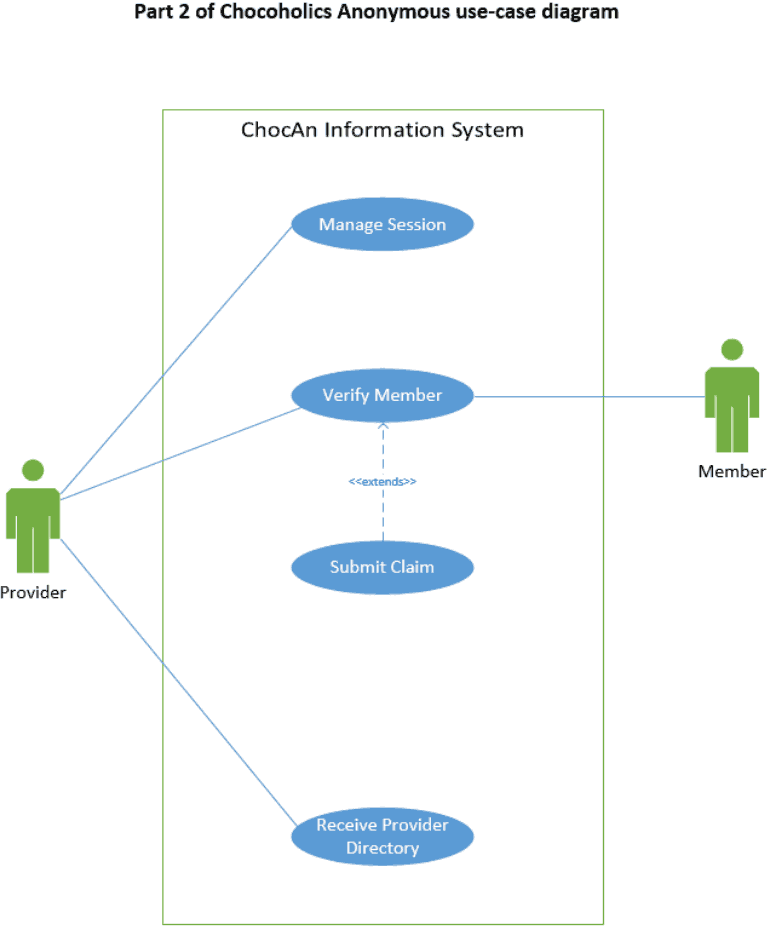 Part 2 of Chocoholics Anonymous use-case diagram
ChocAn Information System
Manage Session
Verify Member
Member
<<extends>>
Submit Claim
Provider
Receive Provider
Directory